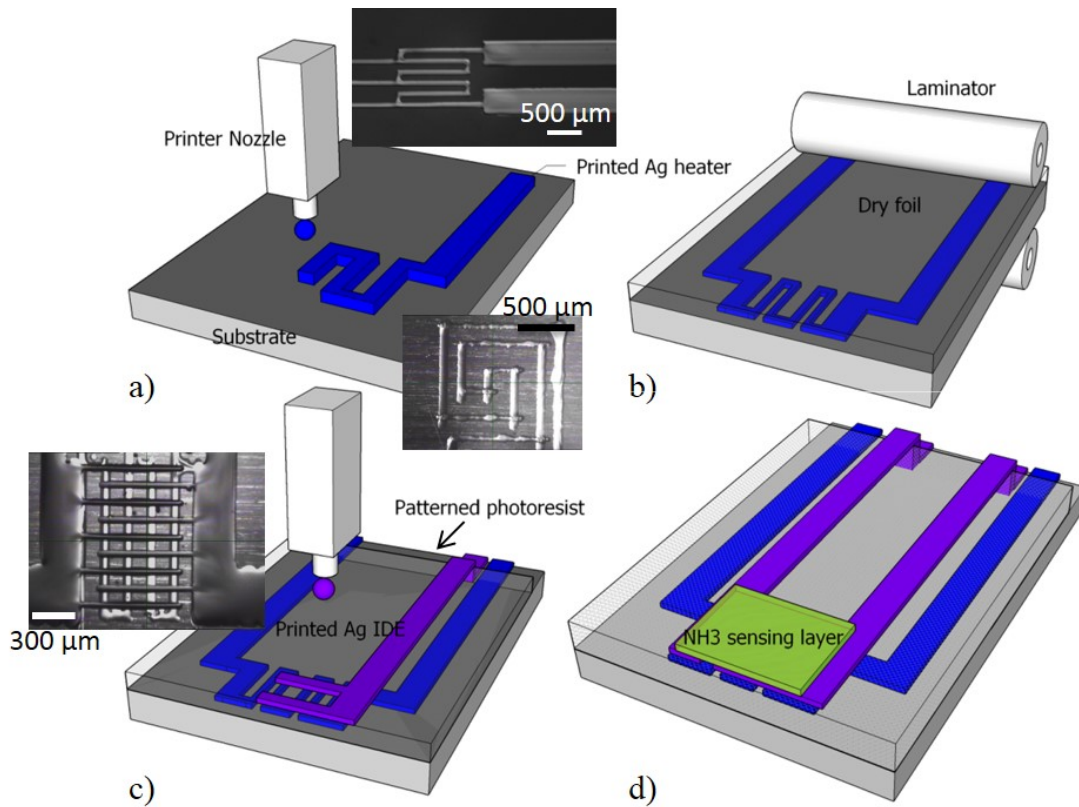 500 µm
Printer Nozzle
Printed Ag heater
Substrate
a)
Laminator
Dry foil
b)
500 µm
300 µm
Patterned photoresist
Printed Ag IDE
c)
NH3 sensing layer
d)